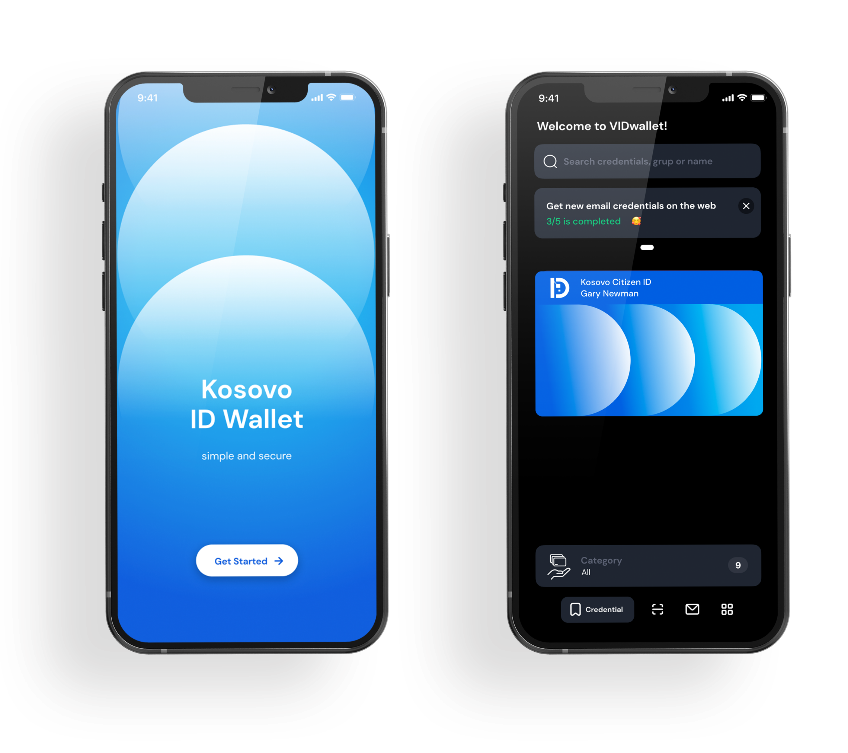 9:41
Kosovo
ID Wallet
simple and secure
Get Started
9:41
Welcome to VIDwallet!
Search credentials, grup or name
Get new email credentials on the web
3/5 is completed
Kosovo Citizen ID
Gary Newman
Category
All
9
Credential